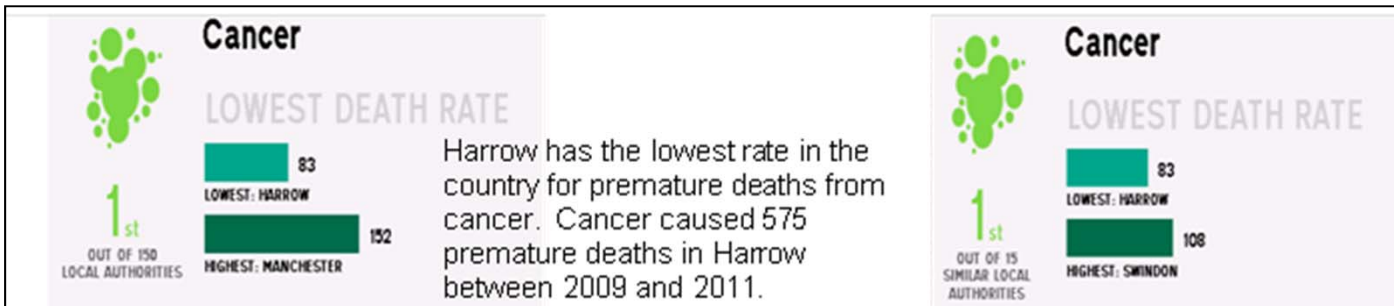 Cancer
LOWEST DEATH RATE
83
LOWEST: HARROW
152
HIGHEST: MANCHESTER
1st
OUT OF 150
LOCAL AUTHORITIES
Harrow has the lowest rate in the
country for premature deaths from
cancer. Cancer caused 575
premature deaths in Harrow
between 2009 and 2011.
Cancer
LOWEST DEATH RATE
83
LOWEST: HARROW
108
HIGHEST: SWINDON
1st
OUT OF 15
SIMILAR LOCAL
AUTHORITIES